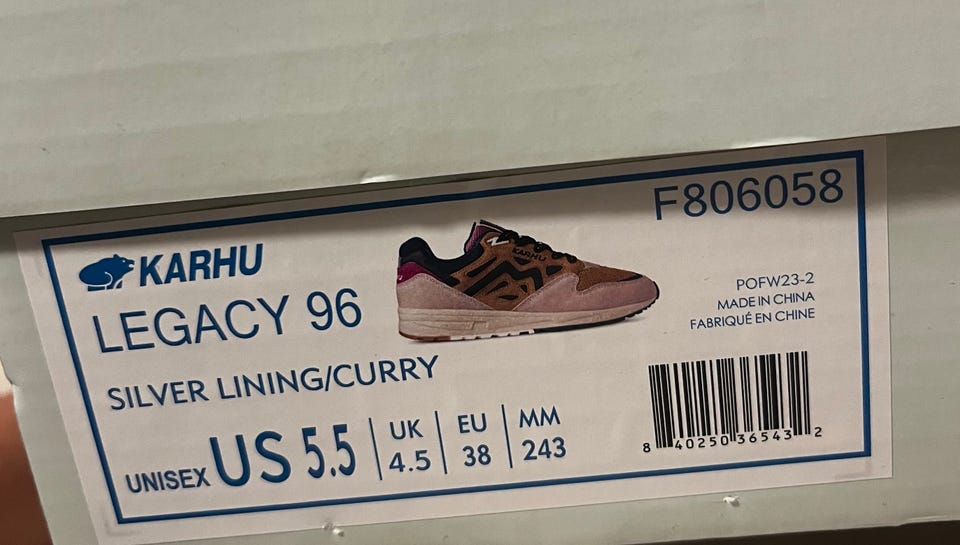 F806058
KARHU
LEGACY 96
KARHU
POFW23-2
MADE IN CHINA
FABRIQUÉ EN CHINE
SILVER LINING/CURRY
UNISEX US 5.5
UK 4.5
EU 38
MM 243
8 40250 36543 2